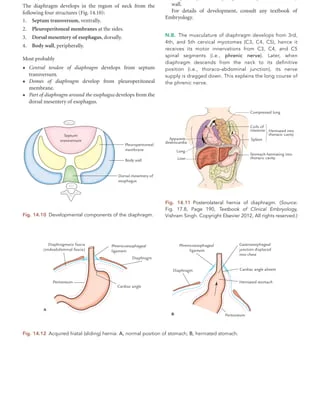 The diaphragm develops in the region of neck from the
following four structures (Fig. 14.10):
1. Septum transversum, ventrally.
2. Pleuroperitoneal membranes at the sides.
3. Dorsal mesentery of esophagus, dorsally.
4. Body wall, peripherally.
Most probably
• Central tendon of diaphragm develops from septum
transversum.
• Domes of diaphragm develop from pleuroperitoneal
membrane.
• Part of diaphragm around the esophagus develops from the
dorsal mesentery of esophagus.
Septum
transversum
Pleuroperitoneal
membrane
Body wall
Dorsal mesentery of
esophagus
Fig. 14.10 Developmental components of the diaphragm.
wall.
For details of development, consult any textbook of
Embryology.
N.B. The musculature of diaphragm develops from 3rd,
4th, and 5th cervical myotomes (C3, C4, C5), hence it
receives its motor innervation from C3, C4, and C5
spinal segments (i.e., phrenic nerve). Later, when
diaphragm descends from the neck to its definitive
position (i.e., thoraco-abdominal junction), its nerve
supply is dragged down. This explains the long course of
the phrenic nerve.
Compressed lung
Coils of
intestine
Herniated into
thoracic cavity
Spleen
Apparent
dextrocardia
Lung
Liver
Stomach herniating into
thoracic cavity
Fig. 14.11 Posterolateral hernia of diaphragm. (Source:
Fig. 17.8, Page 190, Textbook of Clinical Embryology,
Vishram Singh. Copyright Elsevier 2012, All rights reserved.)
Diaphragmatic fascia
(endoabdominal fascia)
Phrenicoesophageal
ligament
Diaphragm
Peritoneum
Cardiac angle
A
Phrenicoesophageal
ligament
Gastroesophageal
junction displaced
into chest
Diaphragm
Cardiac angle absent
Herniated stomach
Peritoneum
B
Fig. 14.12 Acquired hiatal (sliding) hernia: A, normal position of stomach; B, herniated stomach.